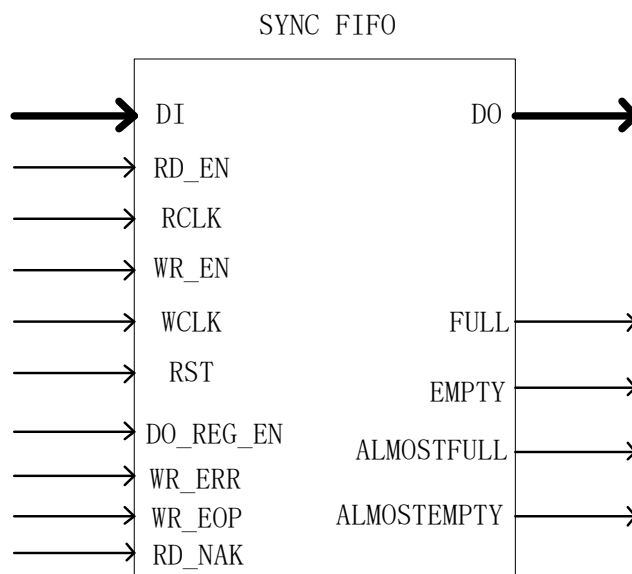 SYNC FIFO
DI
DO
RD_EN
RCLK
WR_EN
WCLK
FULL
RST
EMPTY
DO_REG_EN
ALMOSTFULL
WR_ERR
WR_EOP
ALMOSTEMPTY
RD_NAK